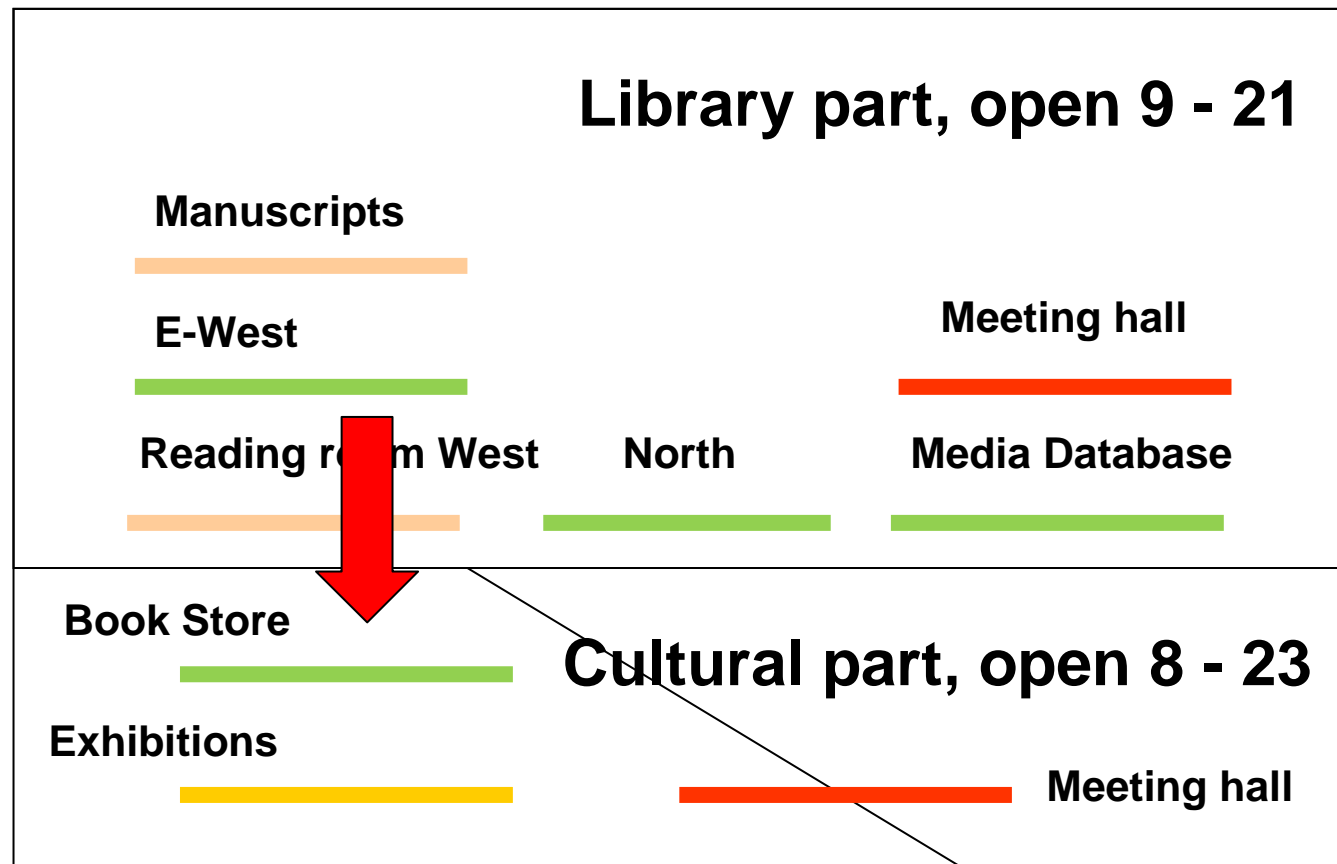 Library part, open 9 - 21
Manuscripts
E-West
Meeting hall
Reading room West
North
Media Database
Book Store
Cultural part, open 8 - 23
Exhibitions
Meeting hall